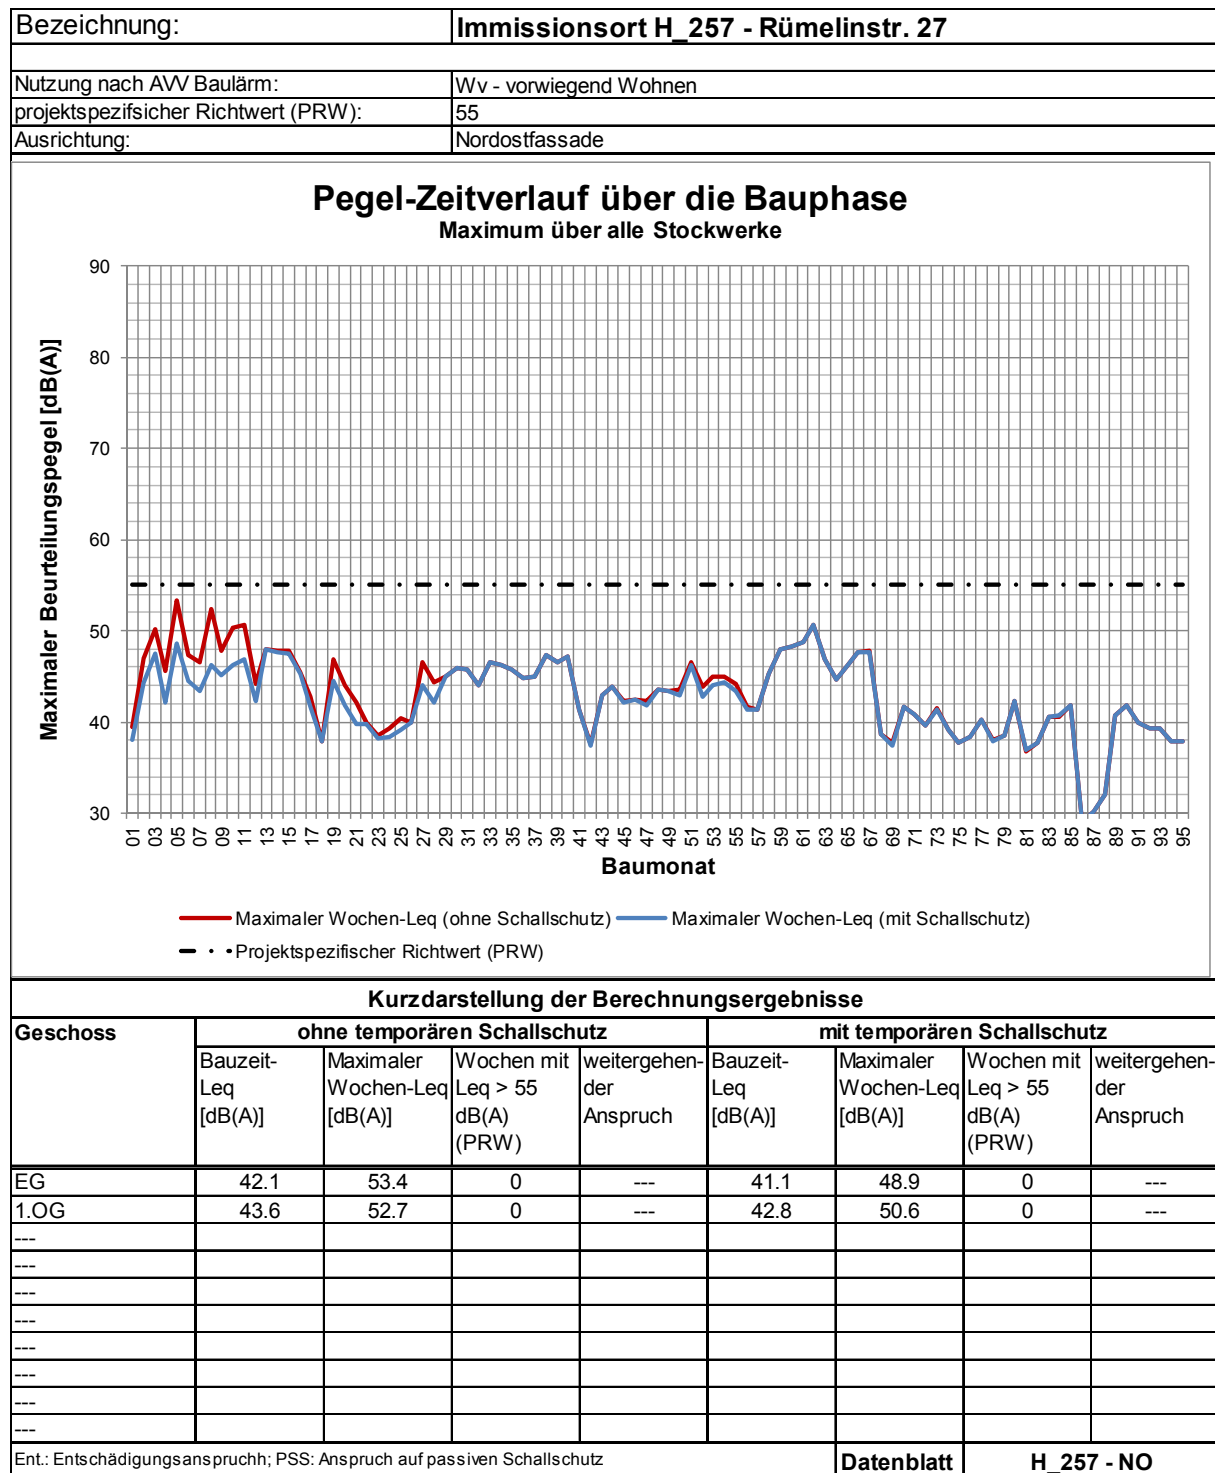 Bezeichnung: Immissionsort H_257 - Rümelinstr. 27
Nutzung nach AVV Baulärm: Wv - vorwiegend Wohnen
projektspezifsicher Richtwert (PRW): 55
Ausrichtung: Nordostfassade
Pegel-Zeitverlauf über die Bauphase
Maximum über alle Stockwerke
Maximaler Beurteilungspegel [dB(A)]
90
80
70
60
50
40
30
01 03 05 07 09 11 13 15 17 19 21 23 25 27 29 31 33 35 37 39 41 43 45 47 49 51 53 55 57 59 61 63 65 67 69 71 73 75 77 79 81 83 85 87 89 91 93 95
Baumonat
Maximaler Wochen-Leq (ohne Schallschutz) Maximaler Wochen-Leq (mit Schallschutz)
Projektspezifischer Richtwert (PRW)
Kurzdarstellung der Berechnungsergebnisse
Geschoss ohne temporären Schallschutz mit temporären Schallschutz
Bauzeit- Maximaler Wochen mit weitergehen- Bauzeit- Maximaler Wochen mit weitergehen-
Leq Wochen-Leq Leq > 55 der Leq Wochen-Leq Leq > 55 der
[dB(A)] [dB(A)] dB(A) Anspruch [dB(A)] [dB(A)] dB(A) Anspruch
(PRW) (PRW)
EG 42.1 53.4 0 --- 41.1 48.9 0 ---
1.OG 43.6 52.7 0 --- 42.8 50.6 0 ---
---
---
---
---
---
---
---
---
Ent.: Entschädigungsanspruchh; PSS: Anspruch auf passiven Schallschutz Datenblatt H_257 - NO